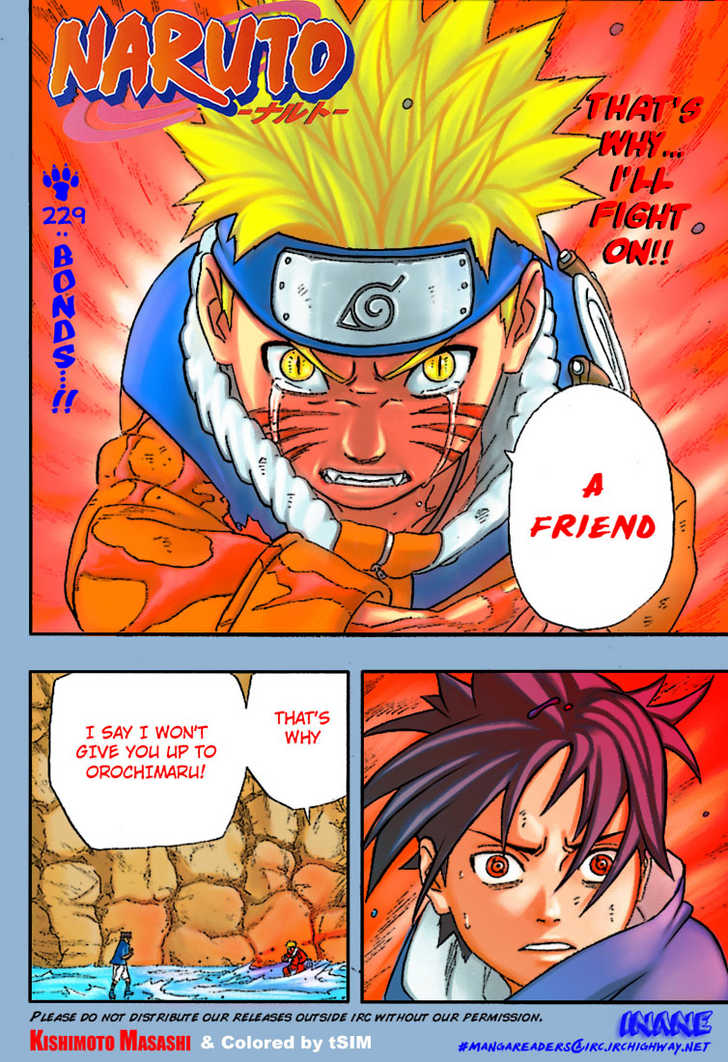 NARUTO
-ナルト-
THAT'S
WHY...
I'LL
FIGHT
ON!!
229
: BONDS...!!
A
FRIEND
THAT'S
WHY
I SAY I WON'T
GIVE YOU UP TO
OROCHIMARU!
PLEASE DO NOT DISTRIBUTE OUR RELEASES OUTSIDE IRC WITHOUT OUR PERMISSION.
KISHIMOTO MASASHI & Colored by tSIM
INANE
#MANGAREADERS@IRC.IRCHIGHWAY.NET